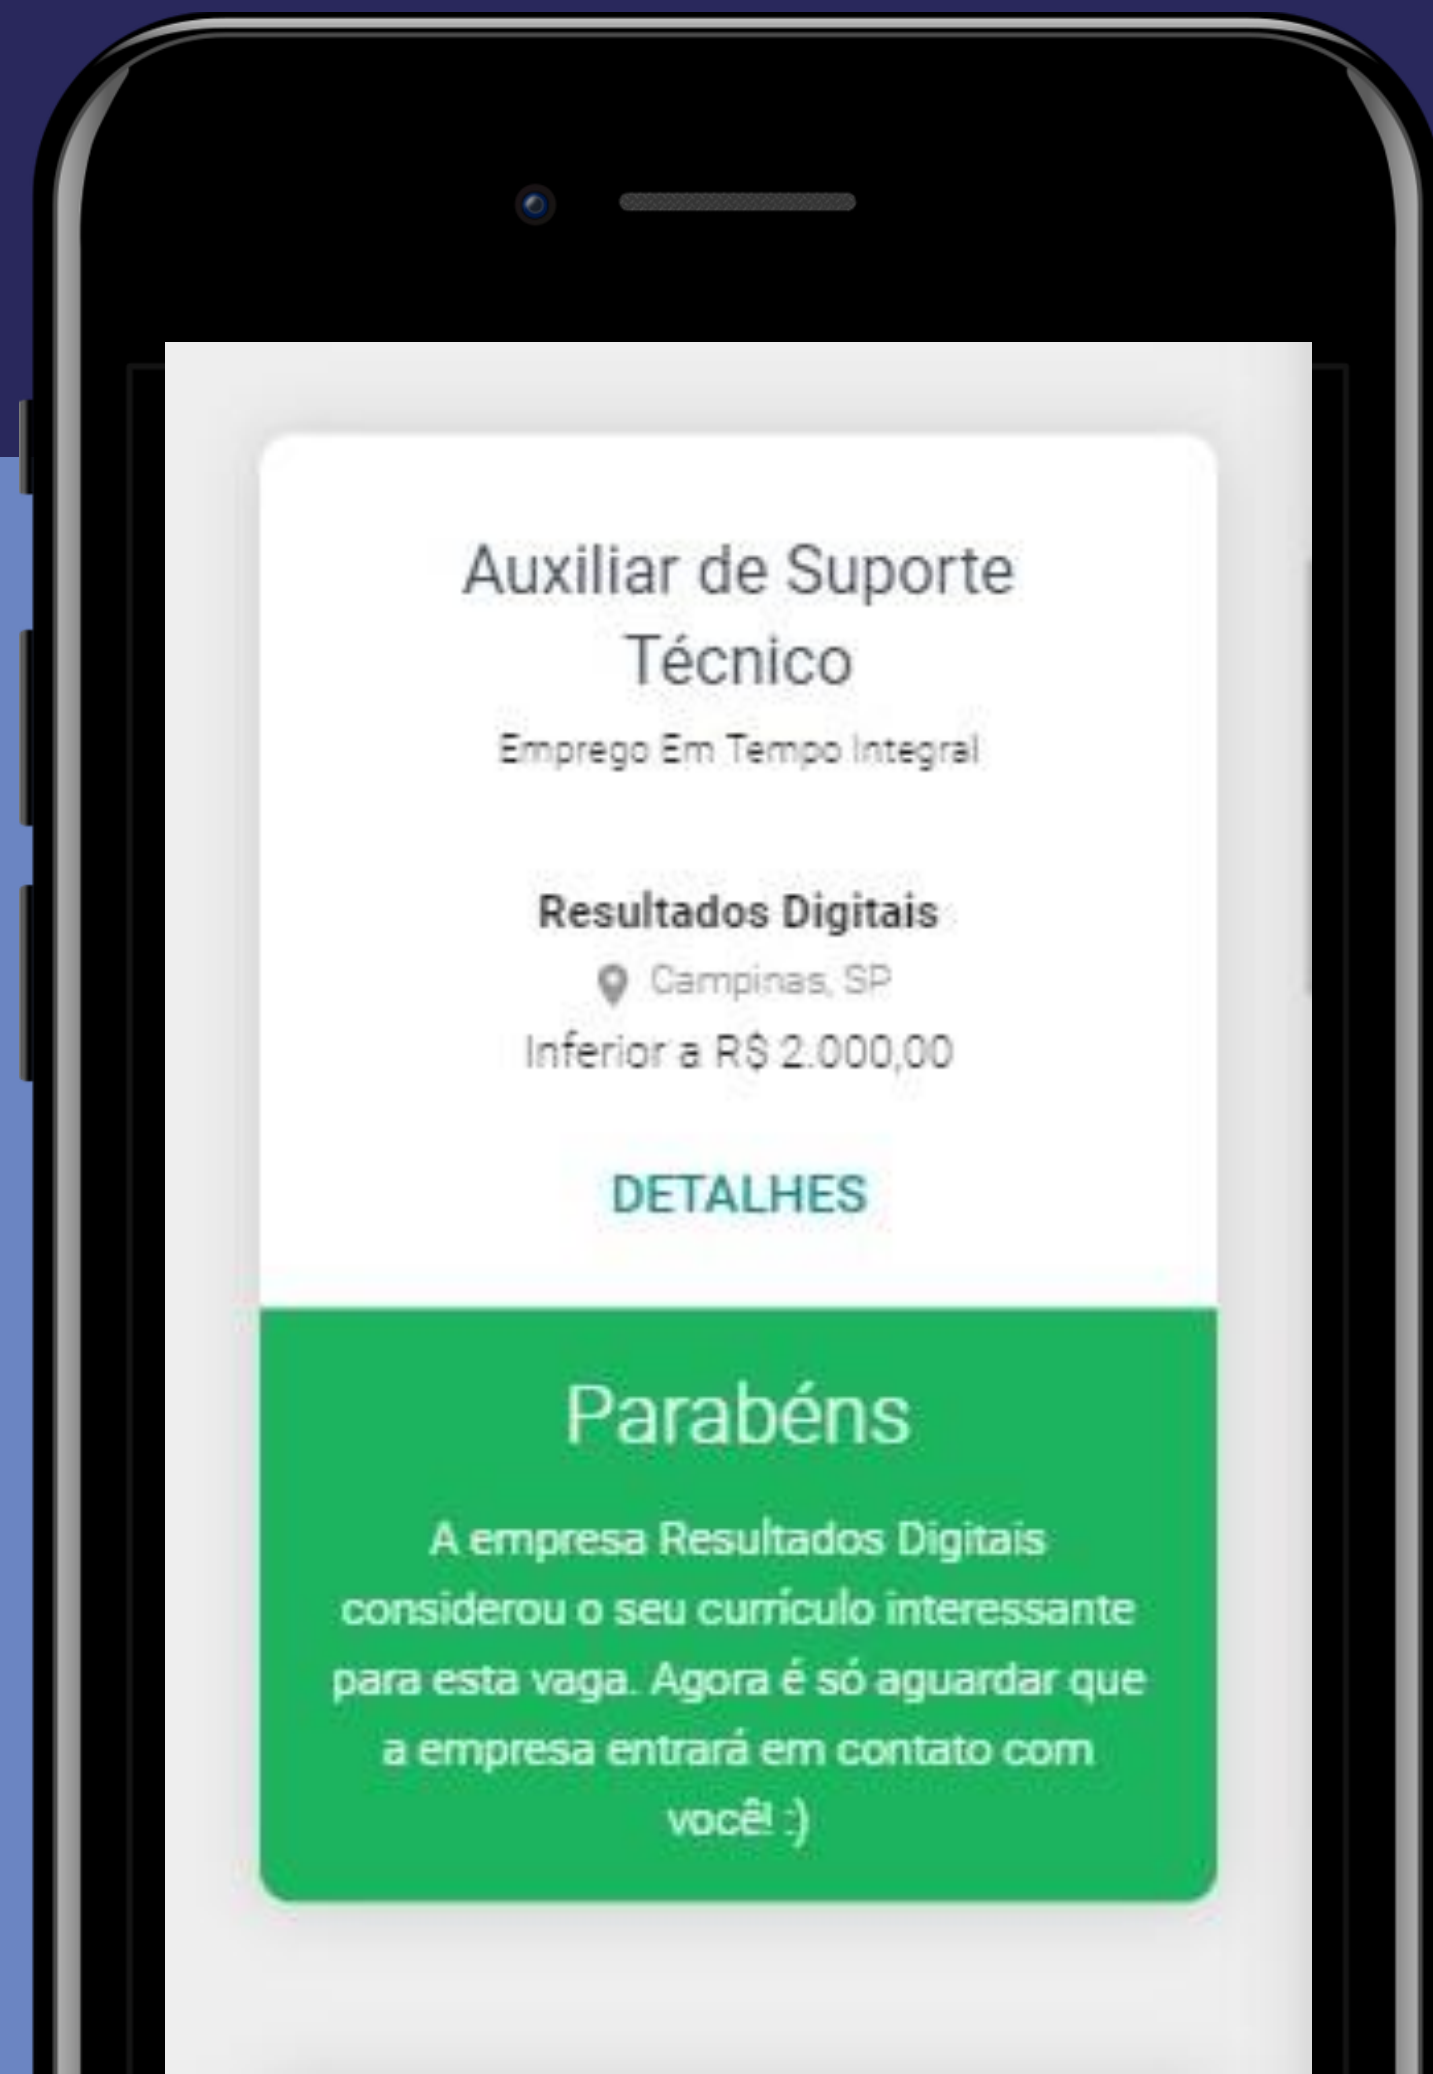 Auxiliar de Suporte
Técnico
Emprego Em Tempo Integral
Resultados Digitais
Campinas, SP
Inferior a R$ 2.000,00
DETALHES
Parabéns
A empresa Resultados Digitais
considerou o seu currículo interessante
para esta vaga. Agora é só aguardar que
a empresa entrará em contato com
você! :)